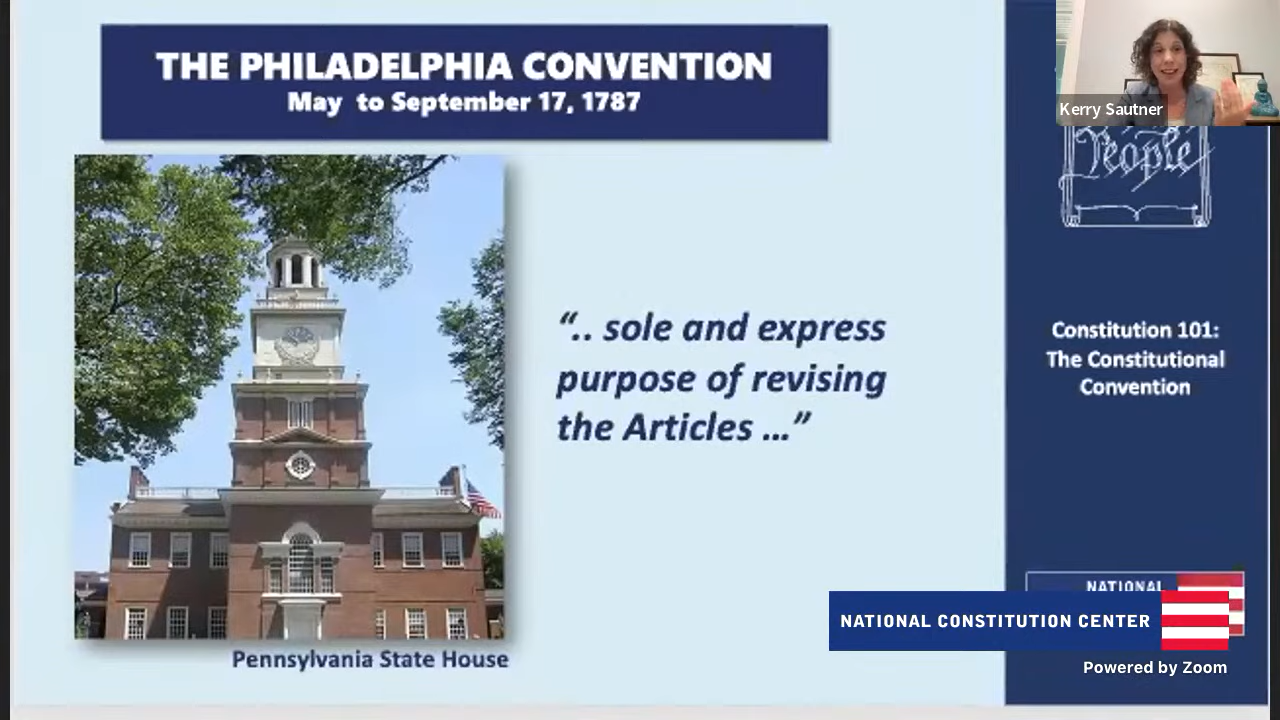 THE PHILADELPHIA CONVENTION
May to September 17, 1787
Kerry Sautner
People
“.. sole and express
purpose of revising
the Articles …”
Constitution 101:
The Constitutional
Convention
Pennsylvania State House
NATIONAL
NATIONAL CONSTITUTION CENTER
Powered by Zoom